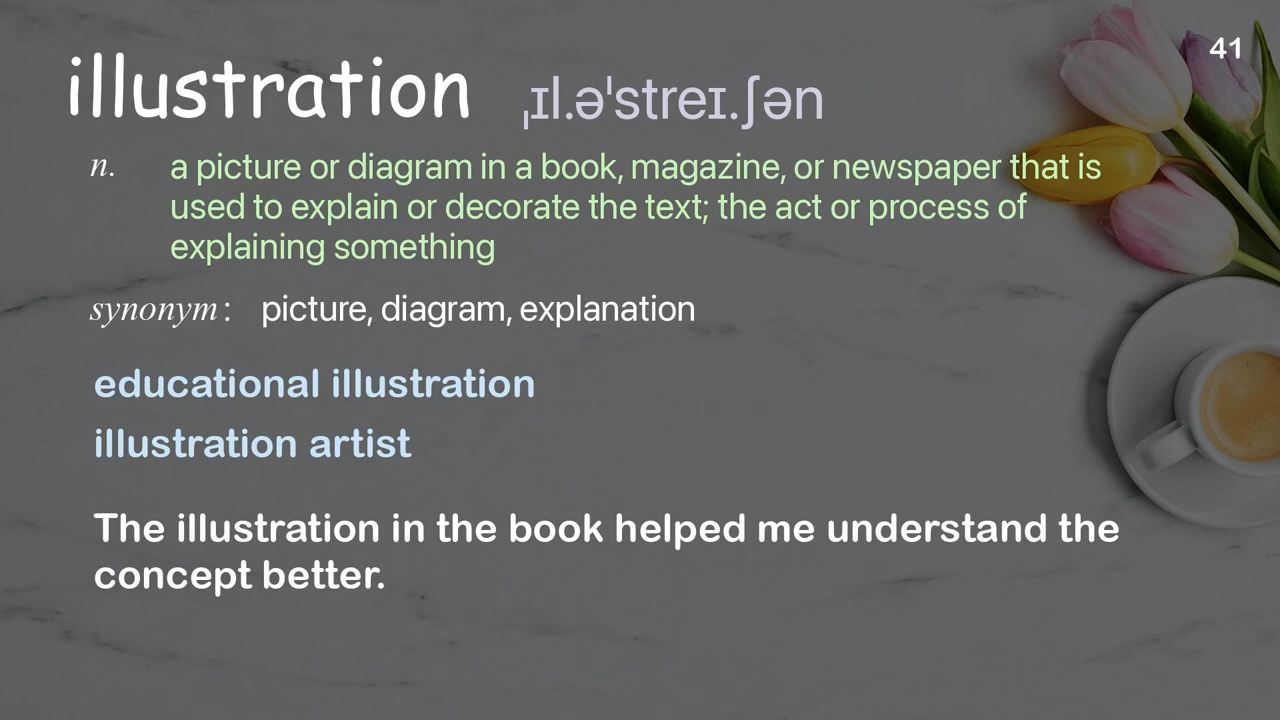 41
illustration ˌɪl.əˈstreɪ.ʃən
n. a picture or diagram in a book, magazine, or newspaper that is
used to explain or decorate the text; the act or process of
explaining something
synonym: picture, diagram, explanation
educational illustration
illustration artist
The illustration in the book helped me understand the
concept better.